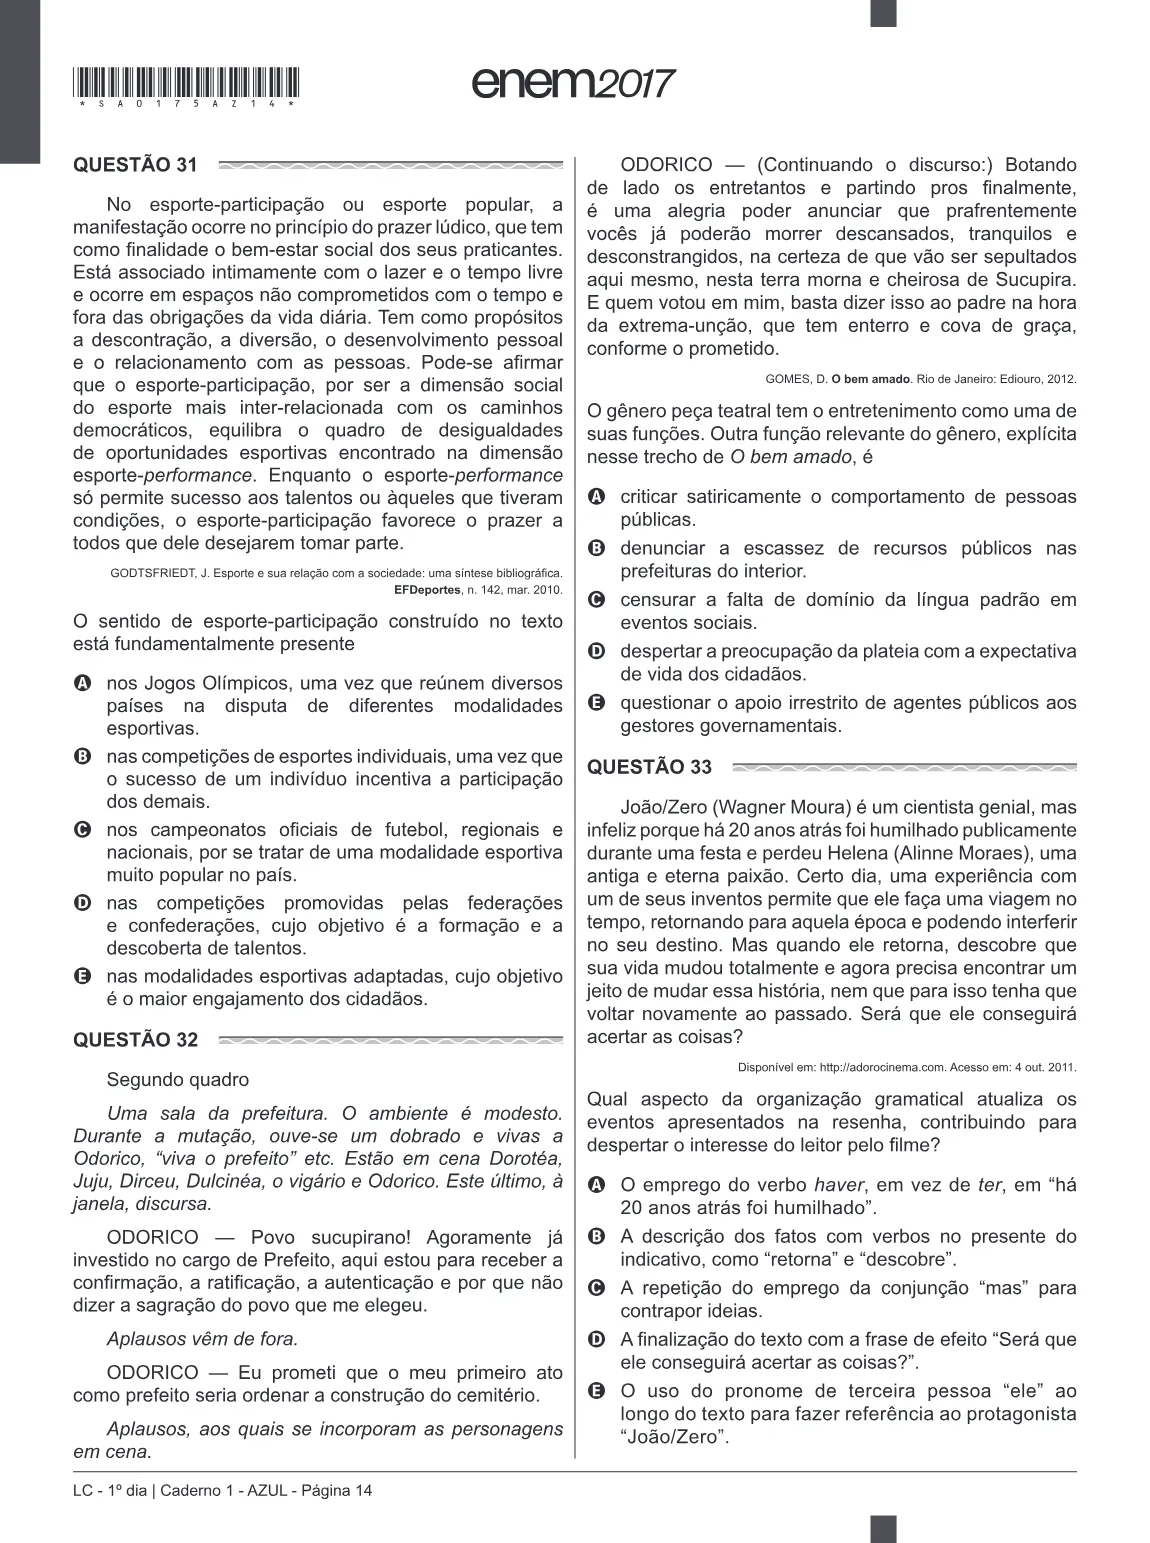 *SA0175AZ14*
enem2017
QUESTÃO 31
No esporte-participação ou esporte popular, a
manifestação ocorre no princípio do prazer lúdico, que tem
como finalidade o bem-estar social dos seus praticantes.
Está associado intimamente com o lazer e o tempo livre
e ocorre em espaços não comprometidos com o tempo e
fora das obrigações da vida diária. Tem como propósitos
a descontração, a diversão, o desenvolvimento pessoal
e o relacionamento com as pessoas. Pode-se afirmar
que o esporte-participação, por ser a dimensão social
do esporte mais inter-relacionada com os caminhos
democráticos, equilibra o quadro de desigualdades
de oportunidades esportivas encontrado na dimensão
esporte-performance. Enquanto o esporte-performance
só permite sucesso aos talentos ou àqueles que tiveram
condições, o esporte-participação favorece o prazer a
todos que dele desejarem tomar parte.
GODTSFRIEDT, J. Esporte e sua relação com a sociedade: uma síntese bibliográfica.
EFDeportes, n. 142, mar. 2010.
O sentido de esporte-participação construído no texto
está fundamentalmente presente
A nos Jogos Olímpicos, uma vez que reúnem diversos
países na disputa de diferentes modalidades
esportivas.
B nas competições de esportes individuais, uma vez que
o sucesso de um indivíduo incentiva a participação
dos demais.
C nos campeonatos oficiais de futebol, regionais e
nacionais, por se tratar de uma modalidade esportiva
muito popular no país.
D nas competições promovidas pelas federações
e confederações, cujo objetivo é a formação e a
descoberta de talentos.
E nas modalidades esportivas adaptadas, cujo objetivo
é o maior engajamento dos cidadãos.
QUESTÃO 32
Segundo quadro
Uma sala da prefeitura. O ambiente é modesto.
Durante a mutação, ouve-se um dobrado e vivas a
Odorico, “viva o prefeito” etc. Estão em cena Dorotéa,
Juju, Dirceu, Dulcinéa, o vigário e Odorico. Este último, à
janela, discursa.
ODORICO — Povo sucupirano! Agoramente já
investido no cargo de Prefeito, aqui estou para receber a
confirmação, a ratificação, a autenticação e por que não
dizer a sagração do povo que me elegeu.
Aplausos vêm de fora.
ODORICO — Eu prometi que o meu primeiro ato
como prefeito seria ordenar a construção do cemitério.
Aplausos, aos quais se incorporam as personagens
em cena.
ODORICO — (Continuando o discurso:) Botando
de lado os entretantos e partindo pros finalmente,
é uma alegria poder anunciar que prafrentemente
vocês já poderão morrer descansados, tranquilos e
desconstrangidos, na certeza de que vão ser sepultados
aqui mesmo, nesta terra morna e cheirosa de Sucupira.
E quem votou em mim, basta dizer isso ao padre na hora
da extrema-unção, que tem enterro e cova de graça,
conforme o prometido.
GOMES, D. O bem amado. Rio de Janeiro: Ediouro, 2012.
O gênero peça teatral tem o entretenimento como uma de
suas funções. Outra função relevante do gênero, explícita
nesse trecho de O bem amado, é
A criticar satiricamente o comportamento de pessoas
públicas.
B denunciar a escassez de recursos públicos nas
prefeituras do interior.
C censurar a falta de domínio da língua padrão em
eventos sociais.
D despertar a preocupação da plateia com a expectativa
de vida dos cidadãos.
E questionar o apoio irrestrito de agentes públicos aos
gestores governamentais.
QUESTÃO 33
João/Zero (Wagner Moura) é um cientista genial, mas
infeliz porque há 20 anos atrás foi humilhado publicamente
durante uma festa e perdeu Helena (Alinne Moraes), uma
antiga e eterna paixão. Certo dia, uma experiência com
um de seus inventos permite que ele faça uma viagem no
tempo, retornando para aquela época e podendo interferir
no seu destino. Mas quando ele retorna, descobre que
sua vida mudou totalmente e agora precisa encontrar um
jeito de mudar essa história, nem que para isso tenha que
voltar novamente ao passado. Será que ele conseguirá
acertar as coisas?
Disponível em: http://adorocinema.com. Acesso em: 4 out. 2011.
Qual aspecto da organização gramatical atualiza os
eventos apresentados na resenha, contribuindo para
despertar o interesse do leitor pelo filme?
A O emprego do verbo haver, em vez de ter, em “há
20 anos atrás foi humilhado”.
B A descrição dos fatos com verbos no presente do
indicativo, como “retorna” e “descobre”.
C A repetição do emprego da conjunção “mas” para
contrapor ideias.
D A finalização do texto com a frase de efeito “Será que
ele conseguirá acertar as coisas?”.
E O uso do pronome de terceira pessoa “ele” ao
longo do texto para fazer referência ao protagonista
“João/Zero”.
LC - 1º dia | Caderno 1 - AZUL - Página 14